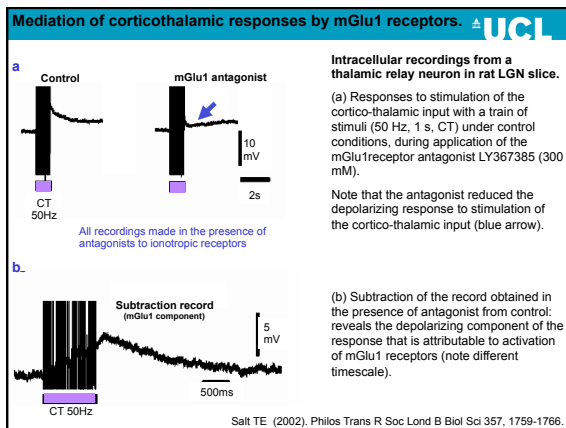 Mediation of corticothalamic responses by mGlu1 receptors.
UCL
a
Control
mGlu1 antagonist
10
mV
2s
CT
50Hz
All recordings made in the presence of
antagonists to ionotropic receptors
Intracellular recordings from a
thalamic relay neuron in rat LGN slice.
(a) Responses to stimulation of the
cortico-thalamic input with a train of
stimuli (50 Hz, 1 s, CT) under control
conditions, during application of the
mGlu1receptor antagonist LY367385 (300
mM).
Note that the antagonist reduced the
depolarizing response to stimulation of
the cortico-thalamic input (blue arrow).
b
Subtraction record
(mGlu1 component)
5
mV
500ms
CT 50Hz
(b) Subtraction of the record obtained in
the presence of antagonist from control:
reveals the depolarizing component of the
response that is attributable to activation
of mGlu1 receptors (note different
timescale).
Salt TE (2002). Philos Trans R Soc Lond B Biol Sci 357, 1759-1766.